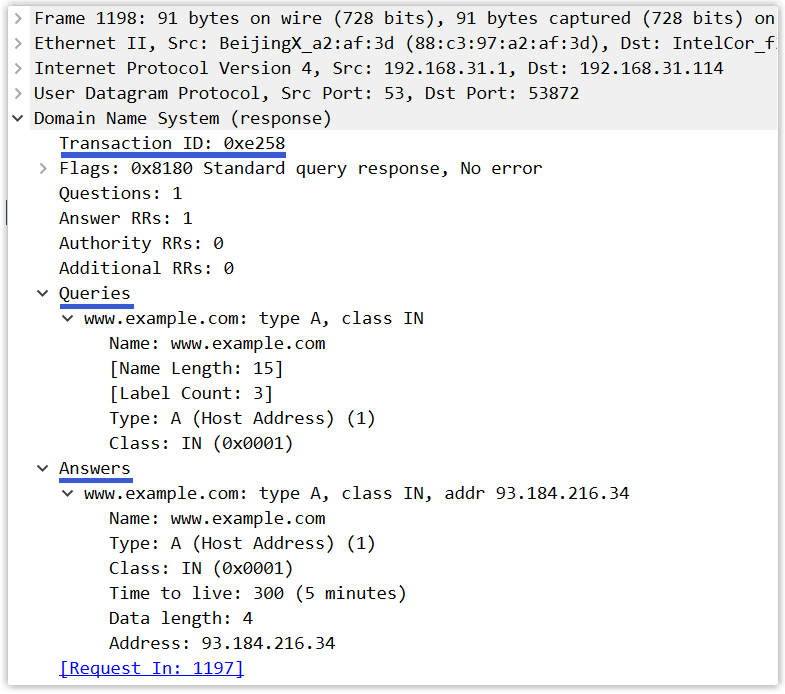 Frame 1198: 91 bytes on wire (728 bits), 91 bytes captured (728 bits) on
Ethernet II, Src: BeijingX_a2:af:3d (88:c3:97:a2:af:3d), Dst: IntelCor_f
Internet Protocol Version 4, Src: 192.168.31.1, Dst: 192.168.31.114
User Datagram Protocol, Src Port: 53, Dst Port: 53872
Domain Name System (response)
Transaction ID: 0xe258
Flags: 0x8180 Standard query response, No error
Questions: 1
Answer RRs: 1
Authority RRs: 0
Additional RRs: 0
Queries
www.example.com: type A, class IN
Name: www.example.com
[Name Length: 15]
[Label Count: 3]
Type: A (Host Address) (1)
Class: IN (0x0001)
Answers
www.example.com: type A, class IN, addr 93.184.216.34
Name: www.example.com
Type: A (Host Address) (1)
Class: IN (0x0001)
Time to live: 300 (5 minutes)
Data length: 4
Address: 93.184.216.34
[Request In: 1197]